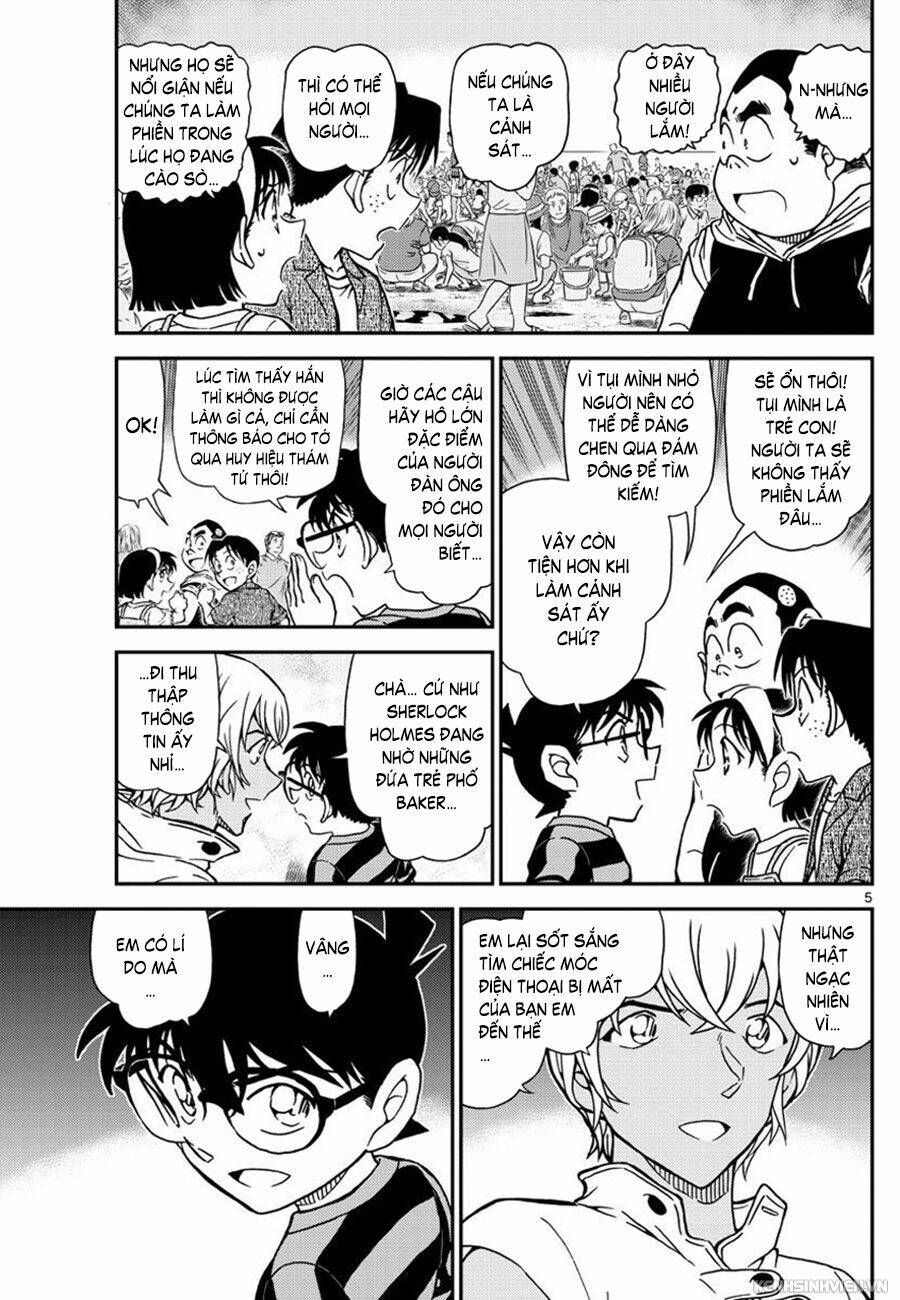 N-NHƯNG
MÀ...
Ở ĐÂY
NHIỀU
NGƯỜI
LẮM!
NẾU CHÚNG
TA LÀ
CẢNH
SÁT...
THÌ CÓ THỂ
HỎI MỌI
NGƯỜI...
NHƯNG HỌ SẼ
NỔI GIẬN NẾU
CHÚNG TA LÀM
PHIỀN TRONG
LÚC HỌ ĐANG
CÀO SÒ...
SẼ ỔN THÔI!
TỤI MÌNH LÀ
TRẺ CON!
NGƯỜI TA SẼ
KHÔNG THẤY
PHIỀN LẮM
ĐÂU...
VÌ TỤI MÌNH NHỎ
NGƯỜI NÊN CÓ
THỂ DỄ DÀNG
CHEN QUA ĐÁM
ĐÔNG ĐỂ TÌM
KIẾM!
VẬY CÒN
TIỆN HƠN KHI
LÀM CẢNH
SÁT ẤY
CHỨ?
GIỜ CÁC CẬU
HÃY HÔ LỚN
ĐẶC ĐIỂM
CỦA NGƯỜI
ĐÀN ÔNG
ĐÓ CHO
MỌI NGƯỜI
BIẾT...
LÚC TÌM THẤY HẮN
THÌ KHÔNG ĐƯỢC
LÀM GÌ CẢ, CHỈ CẦN
THÔNG BÁO CHO TỚ
QUA HUY HIỆU THÁM
TỬ THÔI!
OK!
CHÀ... CỨ NHƯ
SHERLOCK
HOLMES ĐANG
NHỜ NHỮNG
ĐỨA TRẺ PHỐ
BAKER...
...ĐI THU
THẬP
THÔNG
TIN ẤY
NHỈ...
5
NHƯNG
THẬT
NGẠC
NHIÊN
VÌ...
EM LẠI SỐT SẮNG
TÌM CHIẾC MÓC
ĐIỆN THOẠI BỊ MẤT
CỦA BẠN EM
ĐẾN THẾ
...
VÂNG
...
EM CÓ LÍ
DO MÀ
...
KENHSINHVIEN.VN